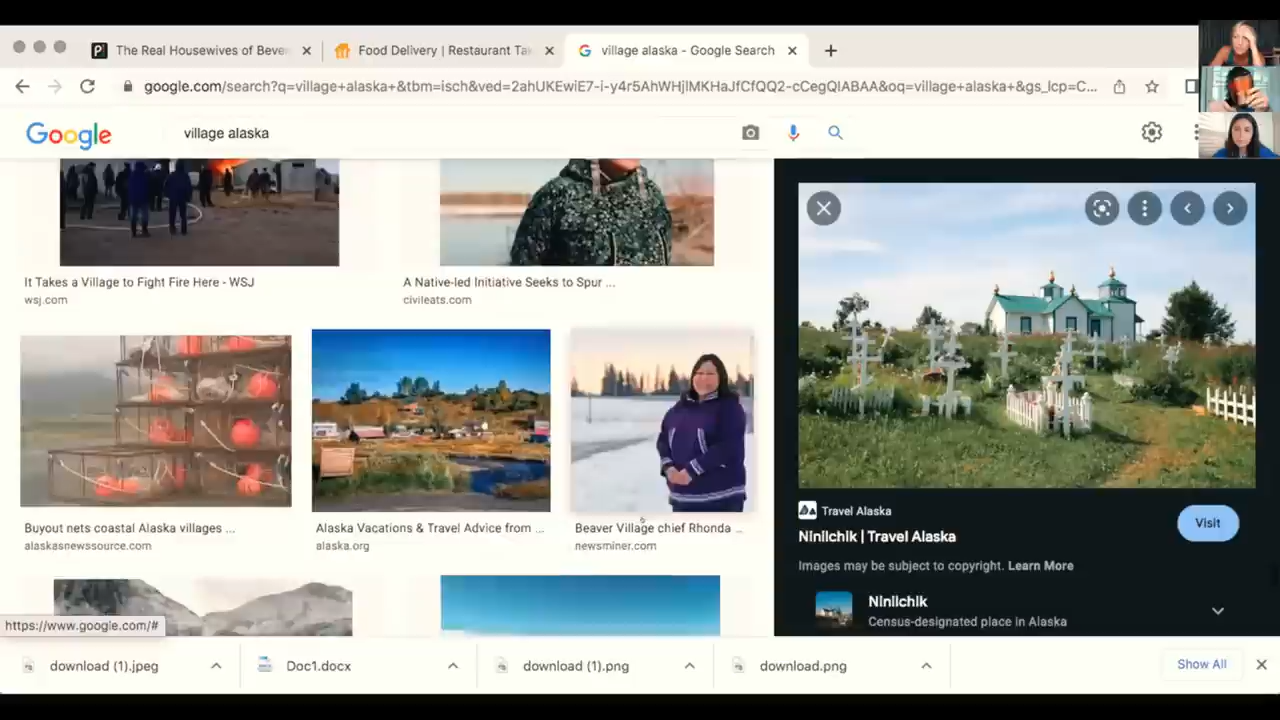 The Real Housewives of Beve
Food Delivery | Restaurant Tak
village alaska - Google Search
google.com/search?q=village+alaska+&tbm=isch&ved=2ahUKEwiE7-i-y4r5AhWHjlMKHaJfCfQQ2-cCegQIABAA&oq=village+alaska+&gs_lcp=C...
Google
village alaska
It Takes a Village to Fight Fire Here - WSJ
wsj.com
A Native-led Initiative Seeks to Spur ...
civileats.com
Buyout nets coastal Alaska villages ...
alaskasnewssource.com
Alaska Vacations & Travel Advice from ...
alaska.org
Beaver Village chief Rhonda ...
newsminer.com
Travel Alaska
Ninilchik | Travel Alaska
Visit
Images may be subject to copyright. Learn More
Ninilchik
Census-designated place in Alaska
https://www.google.com/#
download (1).jpeg
Doc1.docx
download (1).png
download.png
Show All